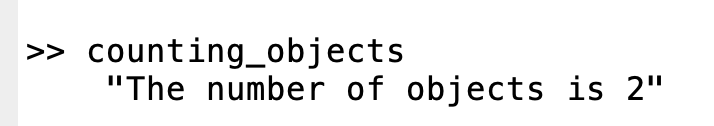 >> counting_objects
"The number of objects is 2"